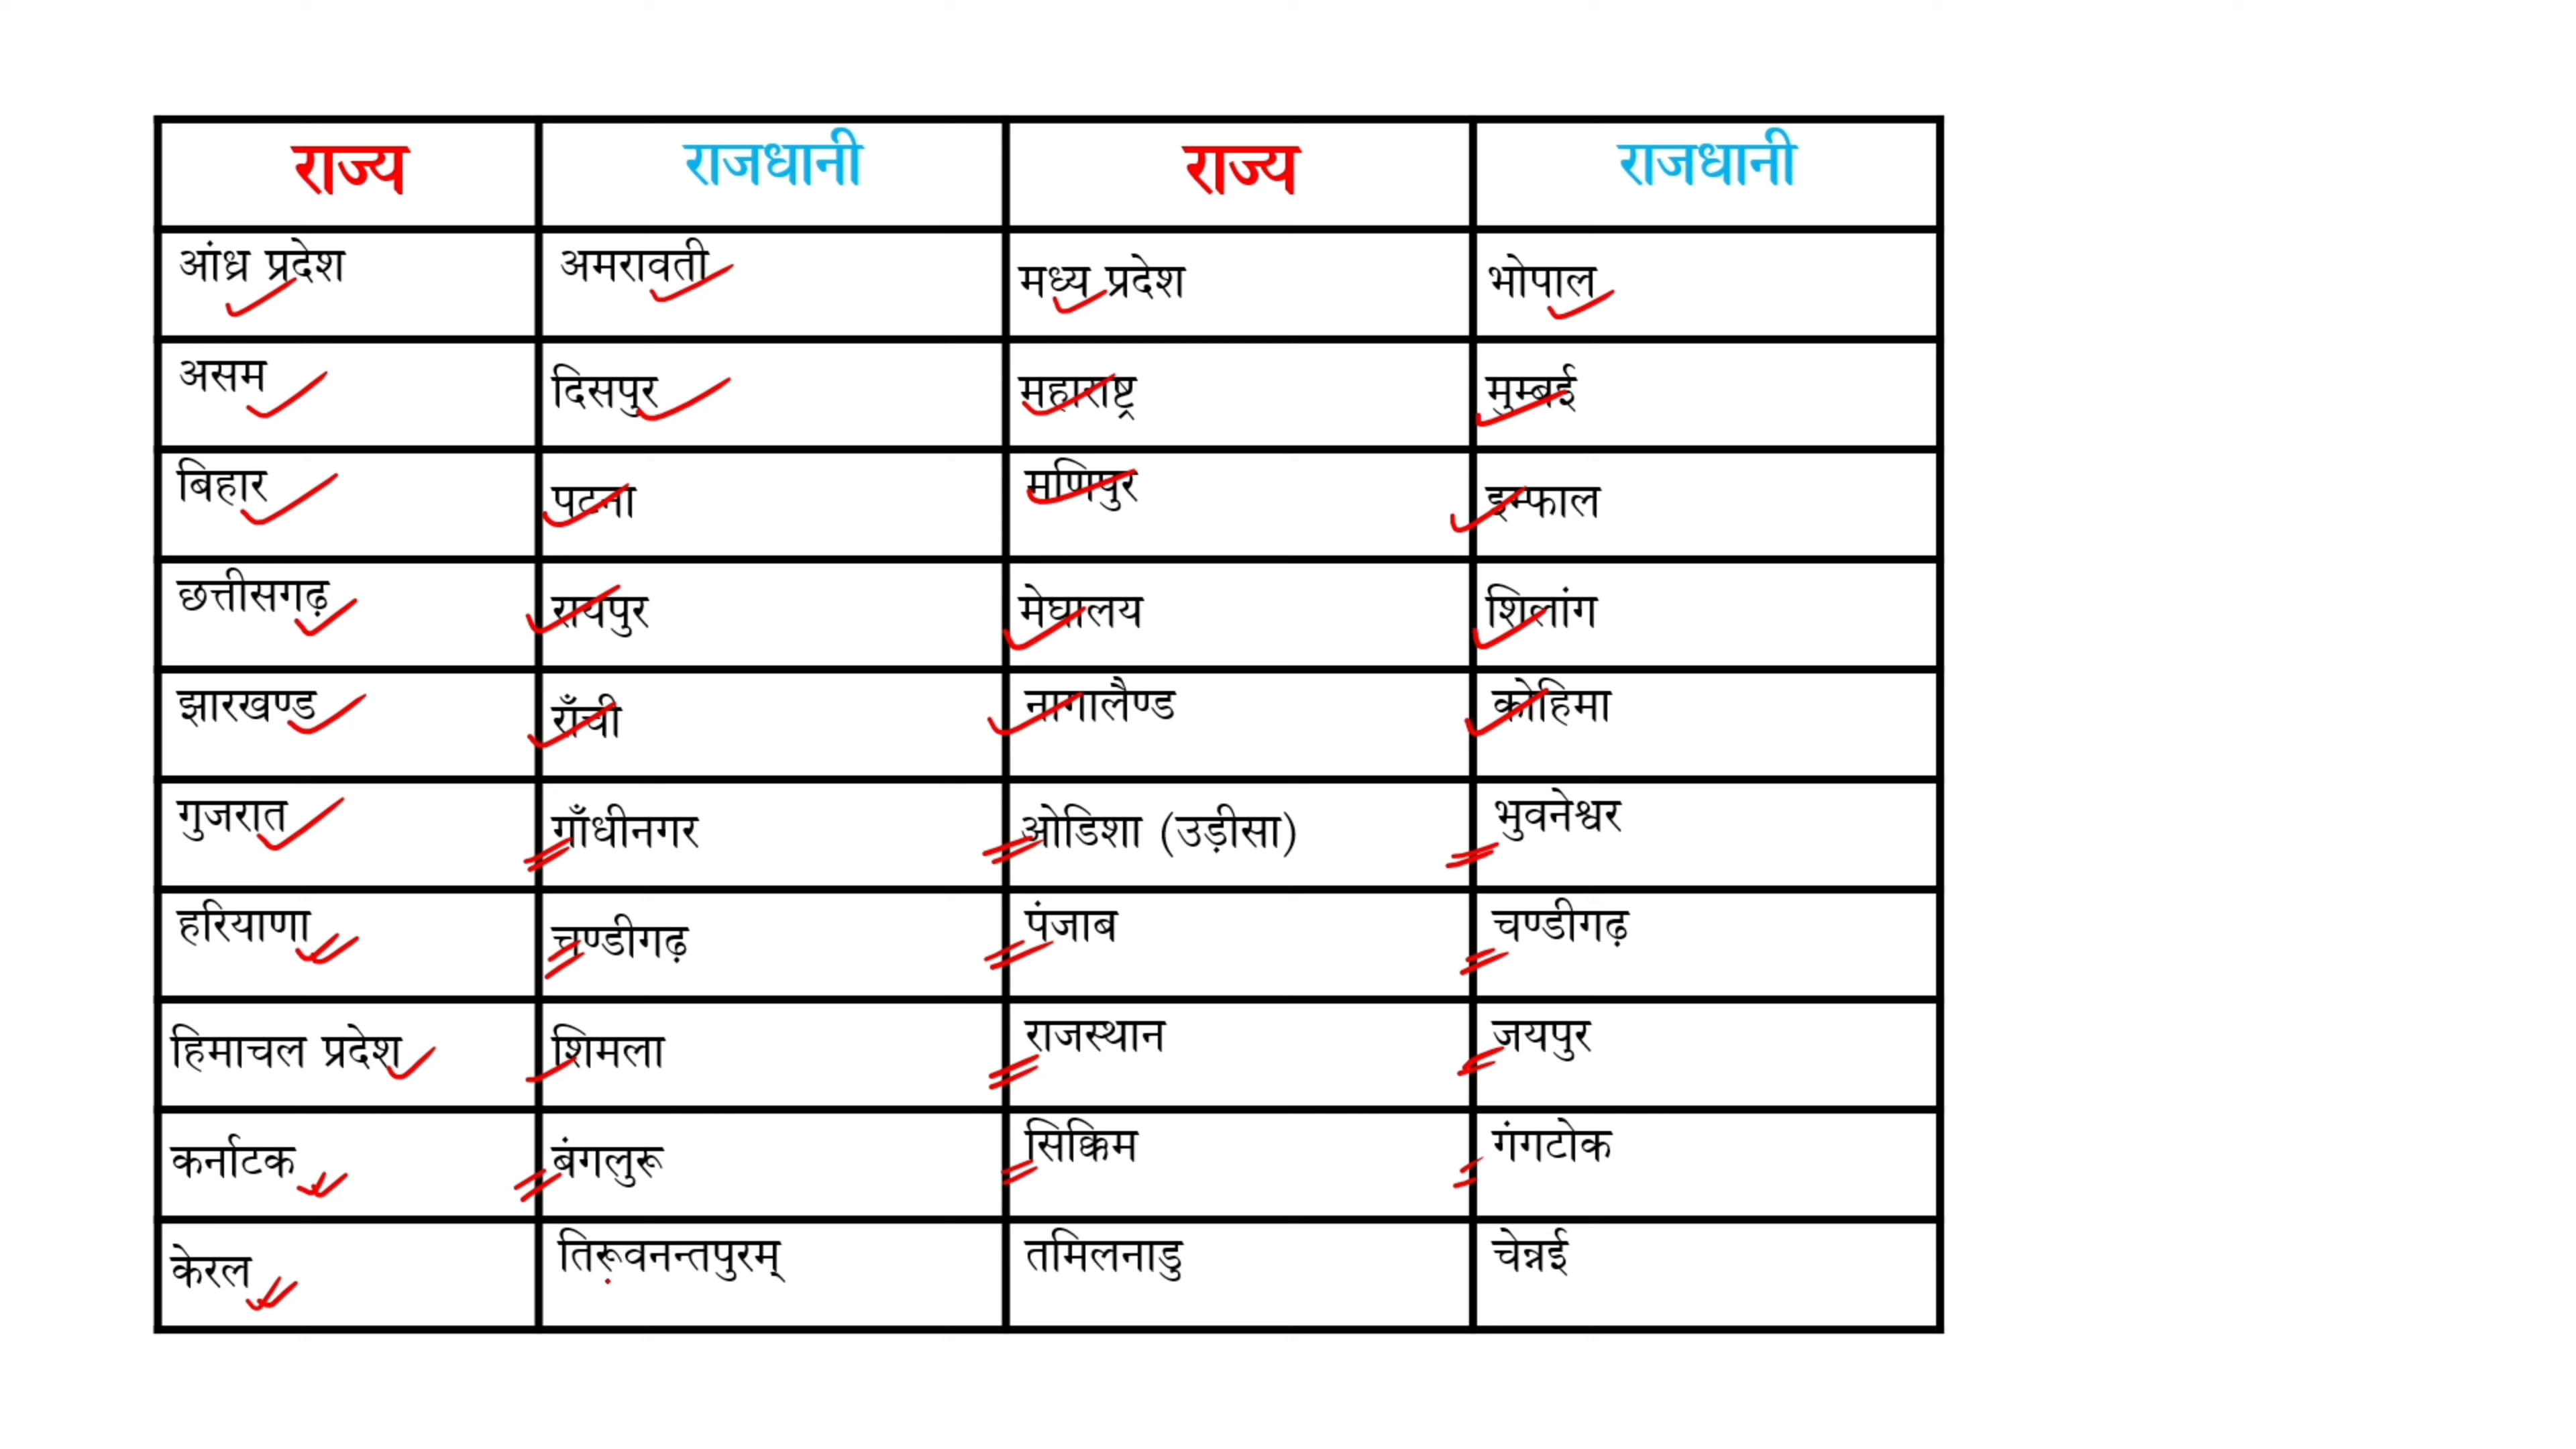 राज्य राजधानी राज्य राजधानी
आंध्र प्रदेश अमरावती मध्य प्रदेश भोपाल
असम दिसपुर महाराष्ट्र मुम्बई
बिहार पटना मणिपुर इम्फाल
छत्तीसगढ़ रायपुर मेघालय शिलांग
झारखण्ड राँची नागालैण्ड कोहिमा
गुजरात गाँधीनगर ओडिशा (उड़ीसा) भुवनेश्वर
हरियाणा चण्डीगढ़ पंजाब चण्डीगढ़
हिमाचल प्रदेश शिमला राजस्थान जयपुर
कर्नाटक बंगलुरू सिक्किम गंगटोक
केरल तिरूवनन्तपुरम् तमिलनाडु चेन्नई